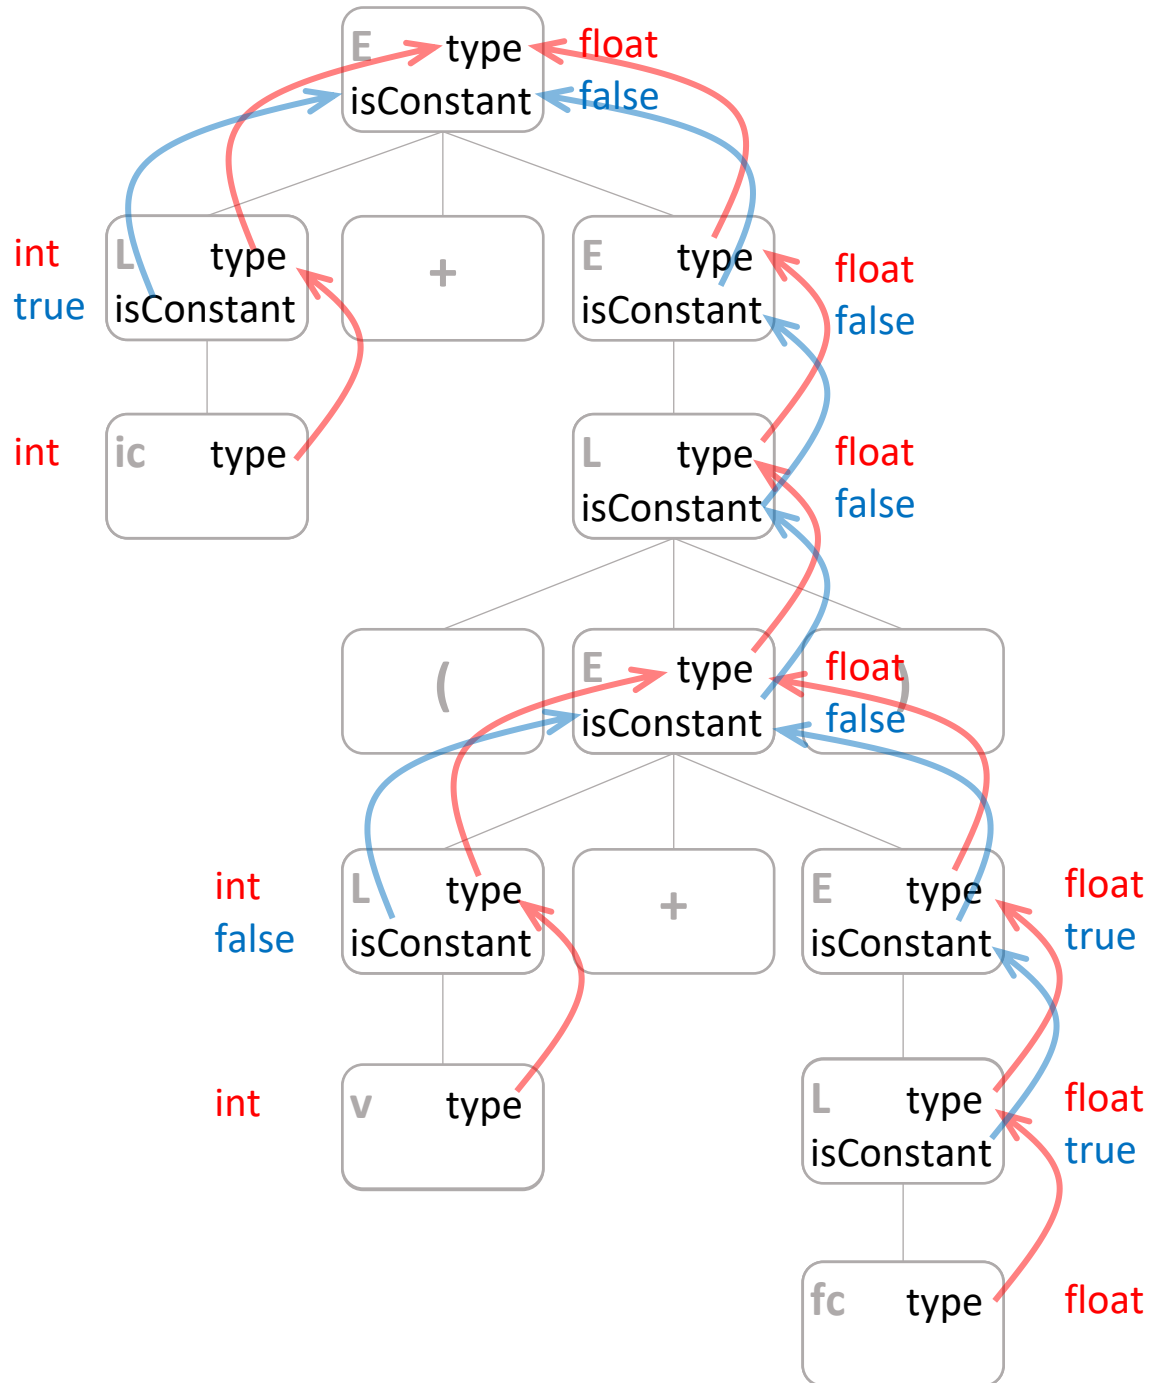 E type float
isConstant false
int L type + E type float
true isConstant isConstant false
int ic type L type float
isConstant false
( E type float )
isConstant false
int L type + E type float
false isConstant isConstant true
int v type L type float
isConstant true
fc type float